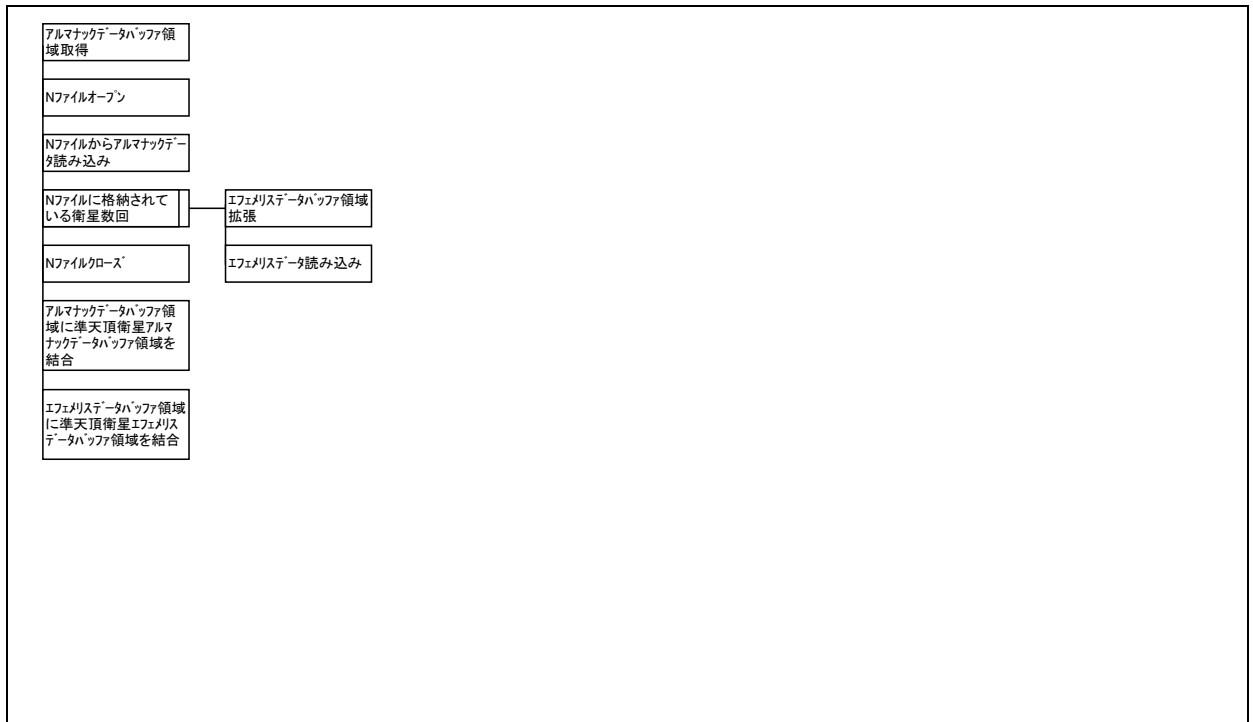 ｱﾙﾏﾅｯｸﾃﾞｰﾀﾊﾞｯﾌｧ領
域取得
Nﾌｧｲﾙｵｰﾌﾟﾝ
Nﾌｧｲﾙからｱﾙﾏﾅｯｸﾃﾞｰ
ﾀ読み込み
Nﾌｧｲﾙに格納されて
いる衛星数回
ｴﾌｪﾒﾘｽﾃﾞｰﾀﾊﾞｯﾌｧ領域
拡張
Nﾌｧｲﾙｸﾛｰｽﾞ
ｴﾌｪﾒﾘｽﾃﾞｰﾀ読み込み
ｱﾙﾏﾅｯｸﾃﾞｰﾀﾊﾞｯﾌｧ領
域に準天頂衛星ｱﾙﾏ
ﾅｯｸﾃﾞｰﾀﾊﾞｯﾌｧ領域を
結合
ｴﾌｪﾒﾘｽﾃﾞｰﾀﾊﾞｯﾌｧ領域
に準天頂衛星ｴﾌｪﾒﾘｽ
ﾃﾞｰﾀﾊﾞｯﾌｧ領域を結合